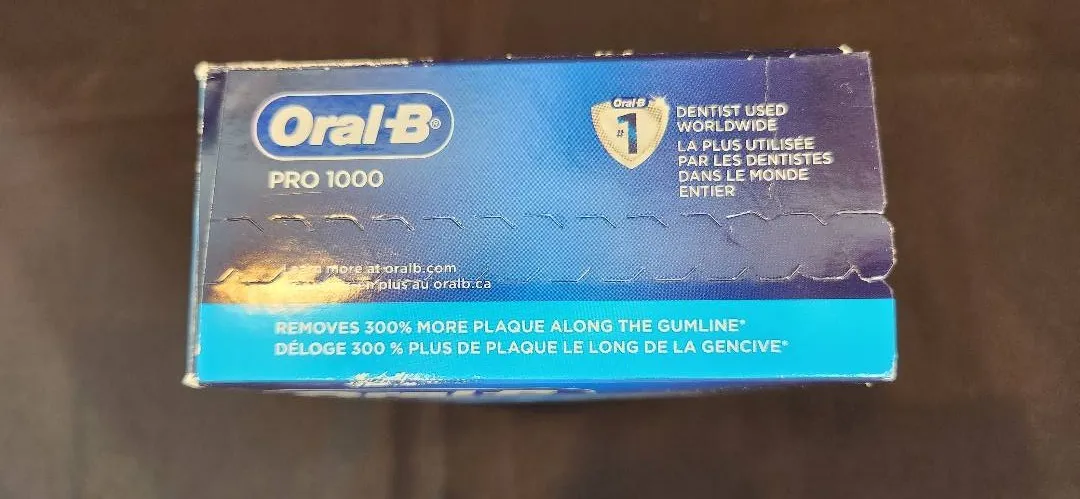 Oral-B®
PRO 1000
Oral-B
#1
DENTIST USED
WORLDWIDE
LA PLUS UTILISÉE
PAR LES DENTISTES
DANS LE MONDE
ENTIER
more at oralb.com
en plus au oralb.ca
REMOVES 300% MORE PLAQUE ALONG THE GUMLINE*
DÉLOGE 300 % PLUS DE PLAQUE LE LONG DE LA GENCIVE*